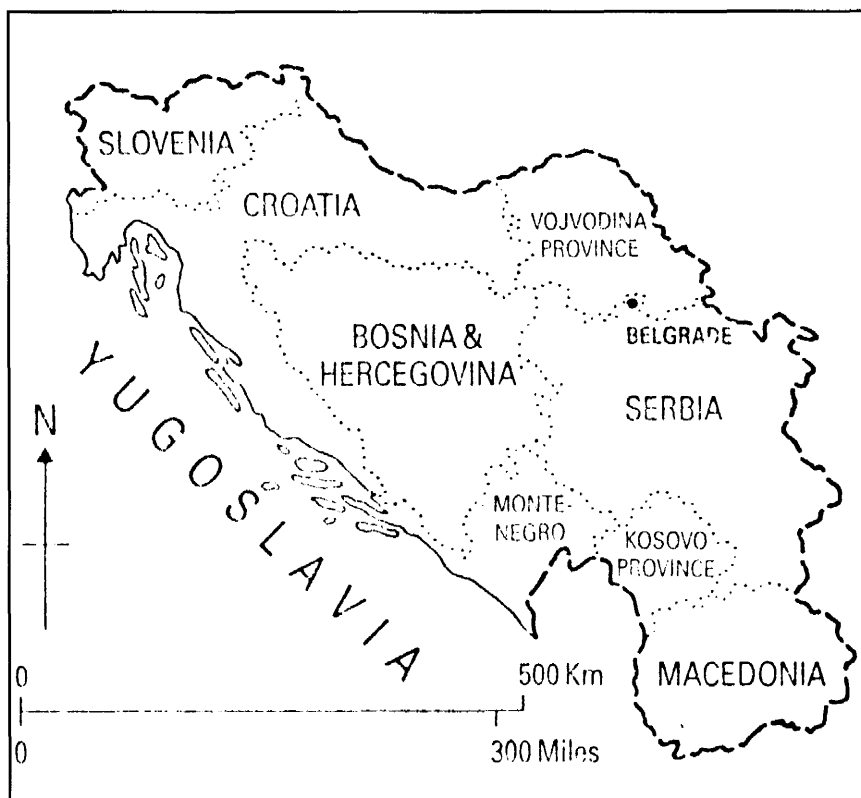 SLOVENIA
CROATIA
VOJVODINA
PROVINCE
BOSNIA &
HERCEGOVINA
BELGRADE
SERBIA
N
YUGOSLAVIA
MONTE-
NEGRO
KOSOVO
PROVINCE
MACEDONIA
0
500 Km
0
300 Miles